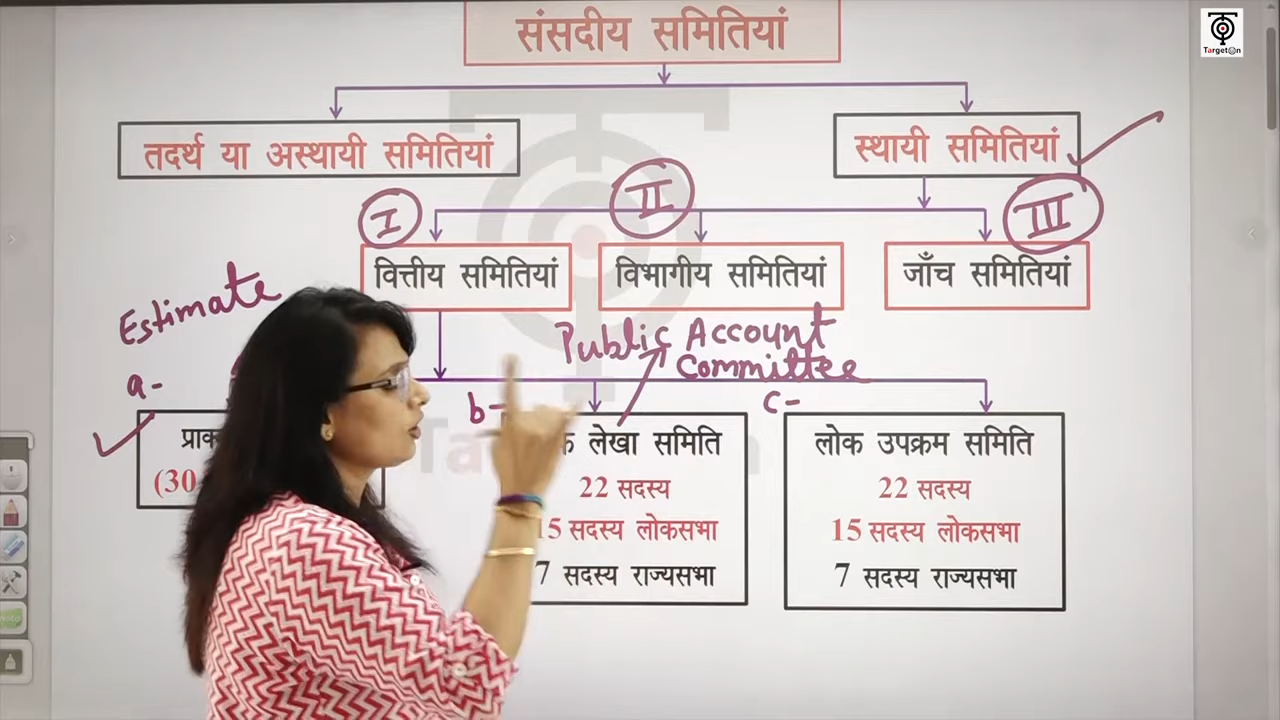 संसदीय समितियां
TargetOn
तदर्थ या अस्थायी समितियां
स्थायी समितियां
I
II
III
वित्तीय समितियां
विभागीय समितियां
जाँच समितियां
Estimate
Public Account
Committee
a-
b-
c-
(30
लेखा समिति
22 सदस्य
15 सदस्य लोकसभा
7 सदस्य राज्यसभा
लोक उपक्रम समिति
22 सदस्य
15 सदस्य लोकसभा
7 सदस्य राज्यसभा